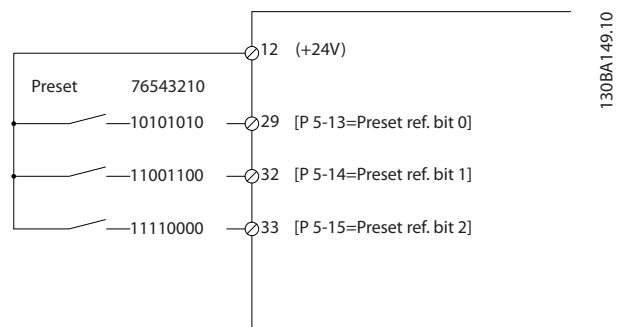 12 (+24V)
Preset 76543210
10101010 29 [P 5-13=Preset ref. bit 0]
11001100 32 [P 5-14=Preset ref. bit 1]
11110000 33 [P 5-15=Preset ref. bit 2]
130BA149.10